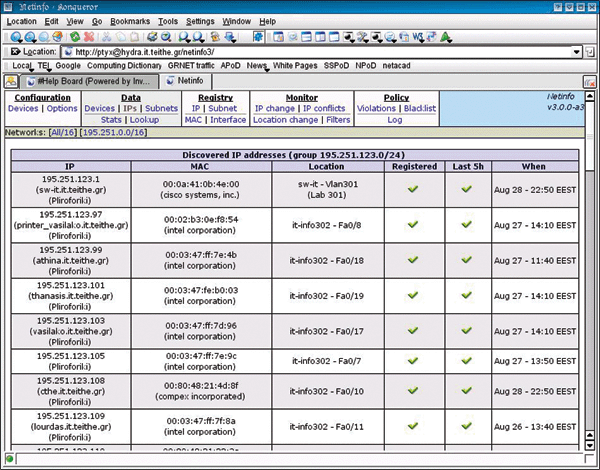 Netinfo - Konqueror
Location Edit View Go Bookmarks Tools Settings Window Help
Location: http://ptyx@hydra.it.teithe.gr/netinfo3/
Local TEI Google Computing Dictionary GRNET traffic APoD News White Pages SSPoD NPoD netacad
#Help Board (Powered by Inv... Netinfo
Configuration Data Registry Monitor Policy Netinfo
Devices | Options Devices | IPs | Subnets IP | Subnet IP change | IP conflicts Violations | Blacklist v3.0.0-a3
Stats | Lookup MAC | Interface Location change | Filters Log
Networks: [All/16] [195.251.0.0/16]
Discovered IP addresses (group 195.251.123.0/24)
IP MAC Location Registered Last 5h When
195.251.123.1
(sw-it.it.teithe.gr)
(Pliroforiki)
00:0a:41:0b:4e:00
(cisco systems, inc.)
sw-it - Vlan301
(Lab 301)
Aug 28 - 22:50 EEST
195.251.123.97
(printer_vasilako.it.teithe.gr)
(Pliroforiki)
00:02:b3:0e:f8:54
(intel corporation)
it-info302 - Fa0/8
Aug 27 - 14:10 EEST
195.251.123.99
(athina.it.teithe.gr)
(Pliroforiki)
00:03:47:ff:7e:4b
(intel corporation)
it-info302 - Fa0/18
Aug 27 - 11:40 EEST
195.251.123.101
(thanasis.it.teithe.gr)
(Pliroforiki)
00:03:47:fe:b0:03
(intel corporation)
it-info302 - Fa0/19
Aug 27 - 14:10 EEST
195.251.123.103
(vasilako.it.teithe.gr)
(Pliroforiki)
00:03:47:ff:7d:96
(intel corporation)
it-info302 - Fa0/17
Aug 27 - 14:10 EEST
195.251.123.105
(Pliroforiki)
00:03:47:ff:7e:9c
(intel corporation)
it-info302 - Fa0/7
Aug 27 - 13:50 EEST
195.251.123.108
(cthe.it.teithe.gr)
(Pliroforiki)
00:80:48:21:4d:8f
(compex incorporated)
it-info302 - Fa0/10
Aug 28 - 22:50 EEST
195.251.123.109
(lourdas.it.teithe.gr)
(Pliroforiki)
00:03:47:ff:7f:8a
(intel corporation)
it-info302 - Fa0/11
Aug 26 - 13:40 EEST